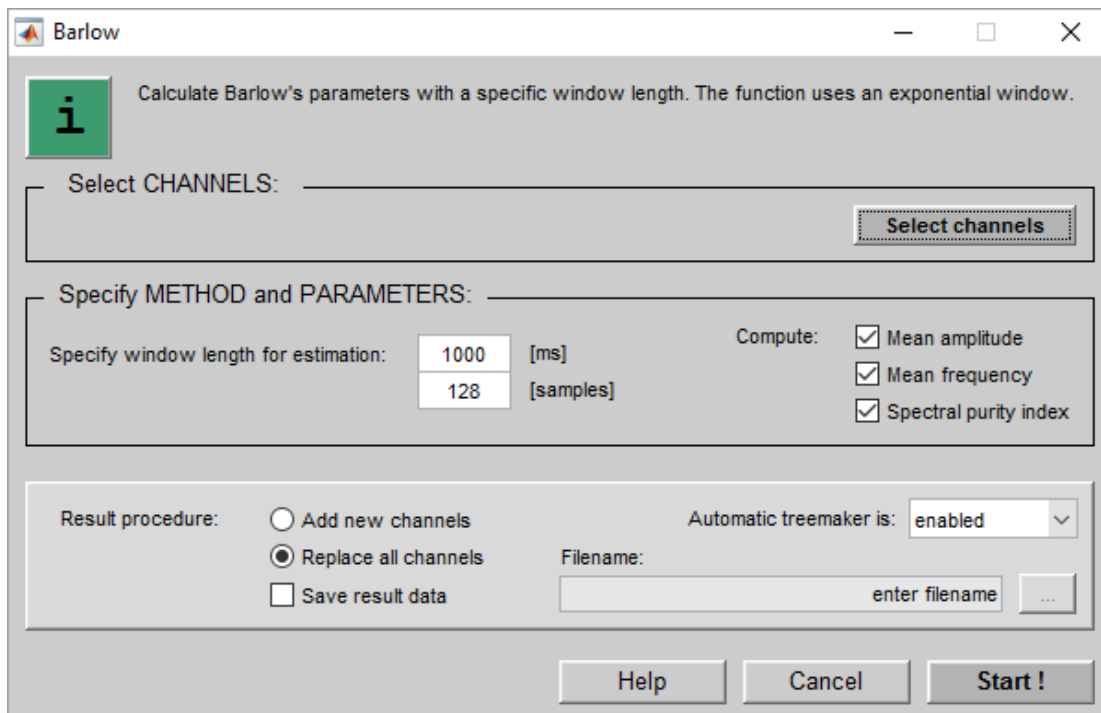 Barlow
i
Calculate Barlow's parameters with a specific window length. The function uses an exponential window.
Select CHANNELS:
Select channels
Specify METHOD and PARAMETERS:
Specify window length for estimation: 1000 [ms]
128 [samples]
Compute: Mean amplitude
Mean frequency
Spectral purity index
Result procedure: Add new channels
Replace all channels
Save result data
Automatic treemaker is: enabled
Filename:
enter filename ...
Help Cancel Start !